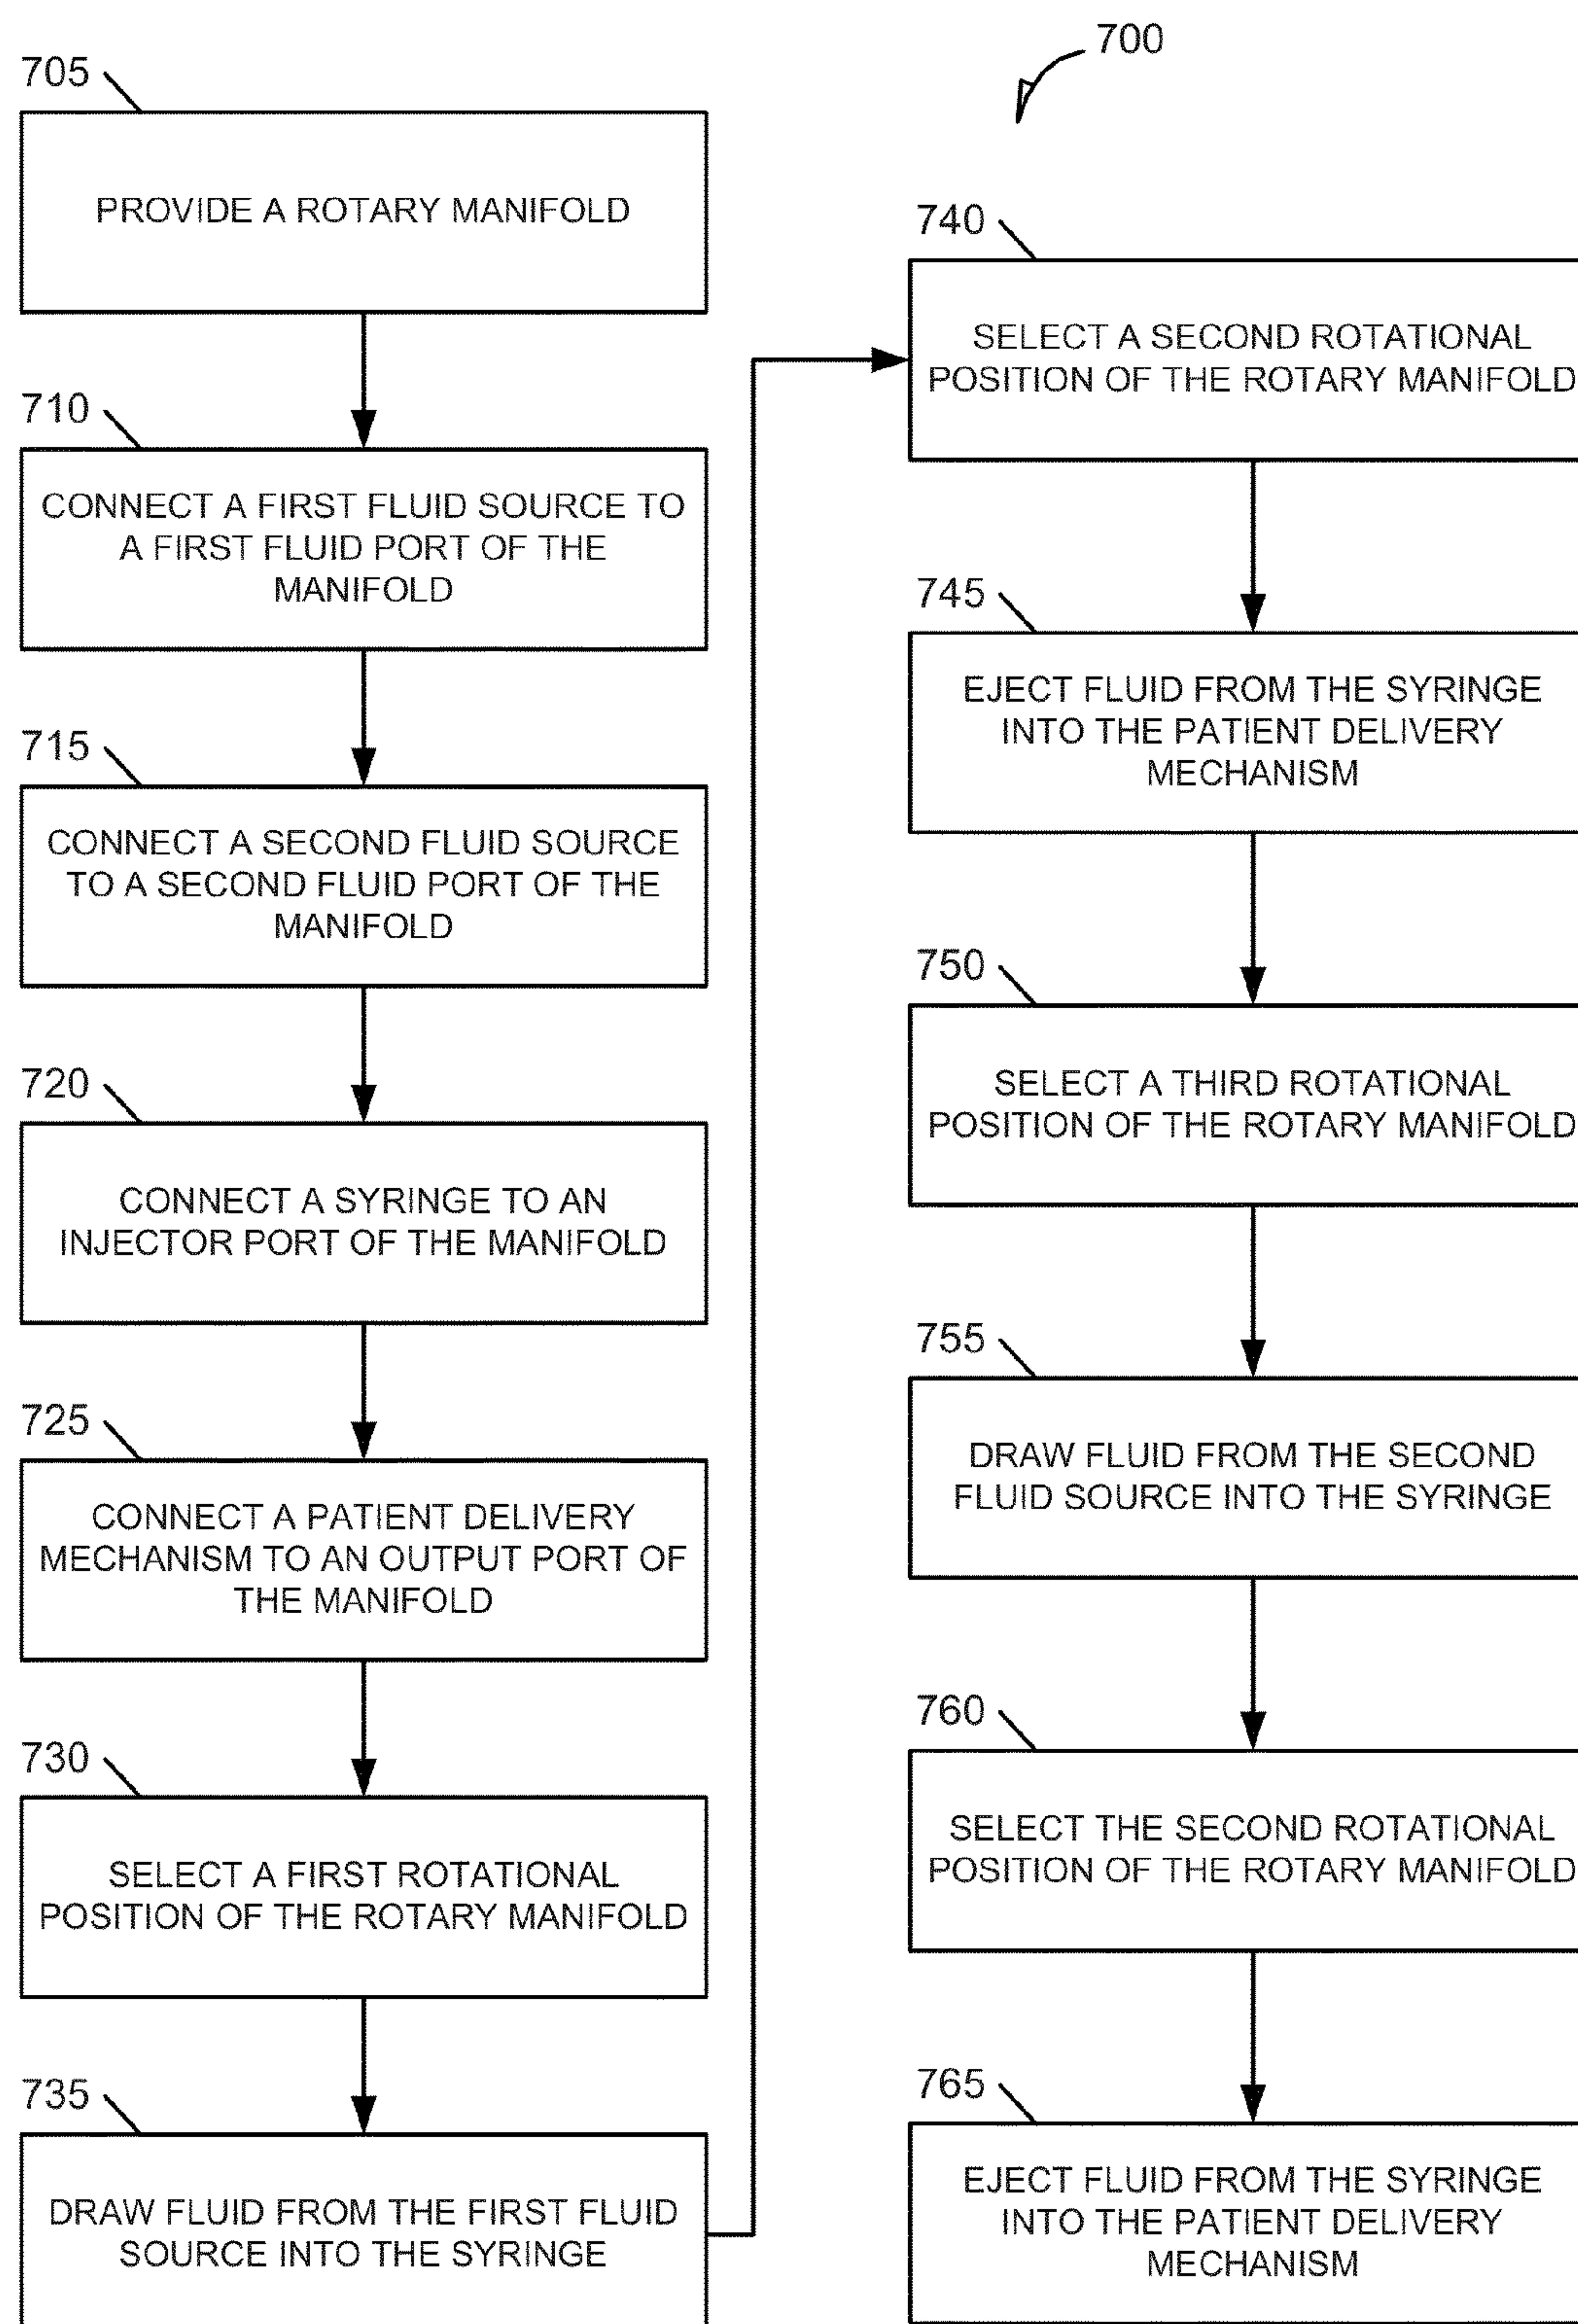 700
705
PROVIDE A ROTARY MANIFOLD
710
CONNECT A FIRST FLUID SOURCE TO
A FIRST FLUID PORT OF THE
MANIFOLD
715
CONNECT A SECOND FLUID SOURCE
TO A SECOND FLUID PORT OF THE
MANIFOLD
720
CONNECT A SYRINGE TO AN
INJECTOR PORT OF THE MANIFOLD
725
CONNECT A PATIENT DELIVERY
MECHANISM TO AN OUTPUT PORT OF
THE MANIFOLD
730
SELECT A FIRST ROTATIONAL
POSITION OF THE ROTARY MANIFOLD
735
DRAW FLUID FROM THE FIRST FLUID
SOURCE INTO THE SYRINGE
740
SELECT A SECOND ROTATIONAL
POSITION OF THE ROTARY MANIFOLD
745
EJECT FLUID FROM THE SYRINGE
INTO THE PATIENT DELIVERY
MECHANISM
750
SELECT A THIRD ROTATIONAL
POSITION OF THE ROTARY MANIFOLD
755
DRAW FLUID FROM THE SECOND
FLUID SOURCE INTO THE SYRINGE
760
SELECT THE SECOND ROTATIONAL
POSITION OF THE ROTARY MANIFOLD
765
EJECT FLUID FROM THE SYRINGE
INTO THE PATIENT DELIVERY
MECHANISM